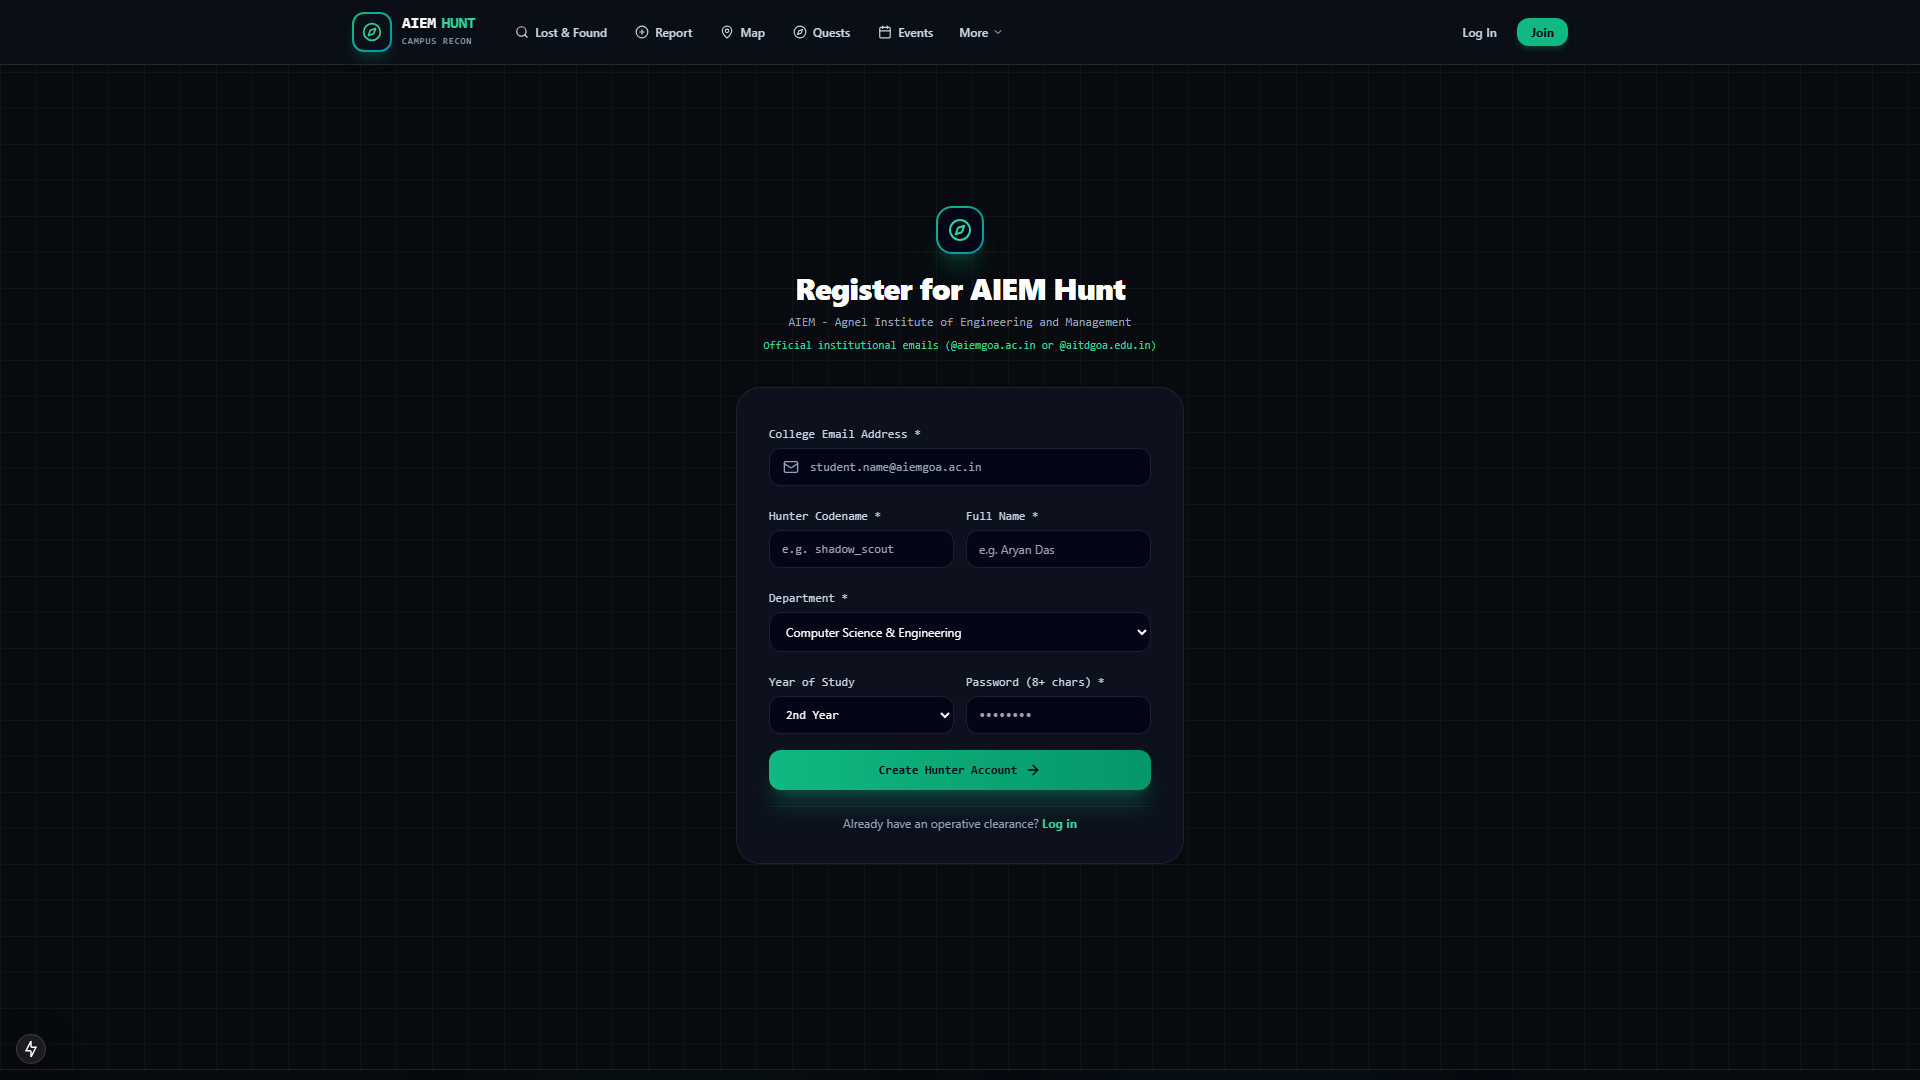 AIEM HUNT
CAMPUS RECON
Lost & Found
Report
Map
Quests
Events
More
Log In
Join
Register for AIEM Hunt
AIEM - Agnel Institute of Engineering and Management
Official institutional emails (@aiemgoa.ac.in or @aitdgoa.edu.in)
College Email Address *
student.name@aiemgoa.ac.in
Hunter Codename *
Full Name *
e.g. shadow_scout
e.g. Aryan Das
Department *
Computer Science & Engineering
Year of Study
Password (8+ chars) *
2nd Year
••••••••
Create Hunter Account →
Already have an operative clearance? Log in